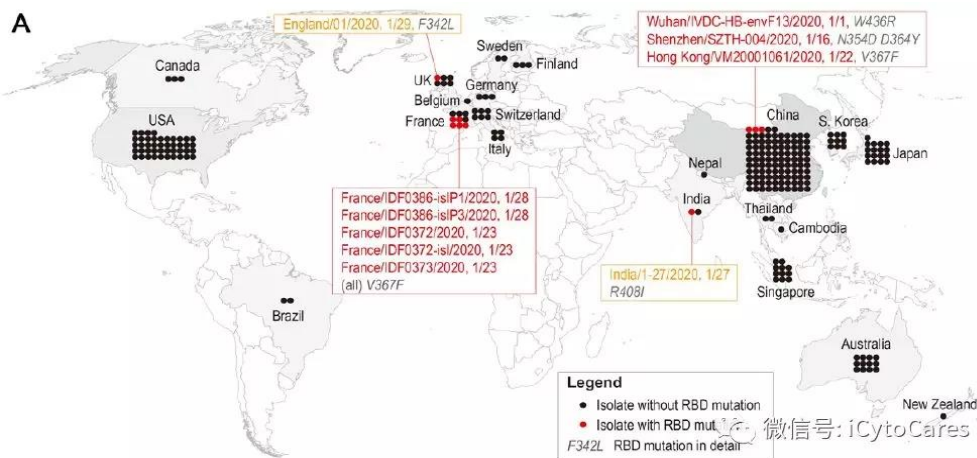 A
England/01/2020, 1/29, F342L
Wuhan/IVDC-HB-envF13/2020, 1/1, W436R
Shenzhen/SZTH-004/2020, 1/16, N354D D364Y
Hong Kong/VM20001061/2020, 1/22, V367F
Canada
Sweden
Finland
UK
Germany
Belgium
USA
France
Switzerland
Italy
China
S. Korea
Japan
Nepal
India
Thailand
Cambodia
France/IDF0386-islP1/2020, 1/28
France/IDF0386-islP3/2020, 1/28
France/IDF0372/2020, 1/23
France/IDF0372-isl/2020, 1/23
France/IDF0373/2020, 1/23
(all) V367F
India/1-27/2020, 1/27
R408I
Singapore
Brazil
Australia
New Zealand
Legend
Isolate without RBD mutation
Isolate with RBD mut
F342L RBD mutation in detail
微信号: iCytoCares